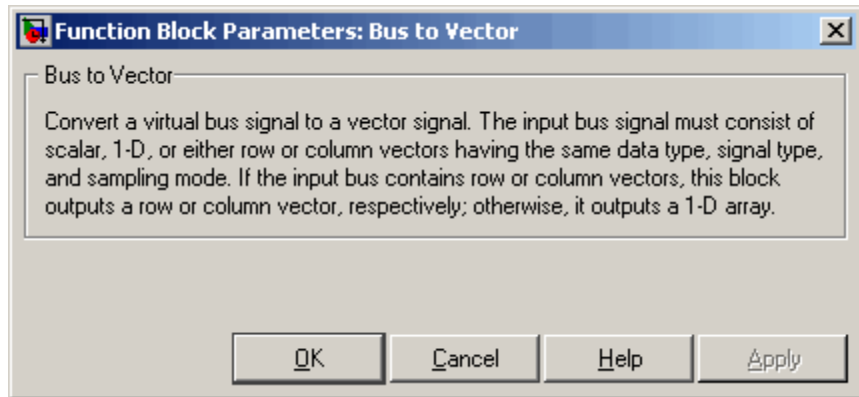 Function Block Parameters: Bus to Vector
Bus to Vector
Convert a virtual bus signal to a vector signal. The input bus signal must consist of
scalar, 1-D, or either row or column vectors having the same data type, signal type,
and sampling mode. If the input bus contains row or column vectors, this block
outputs a row or column vector, respectively; otherwise, it outputs a 1-D array.
OK Cancel Help Apply